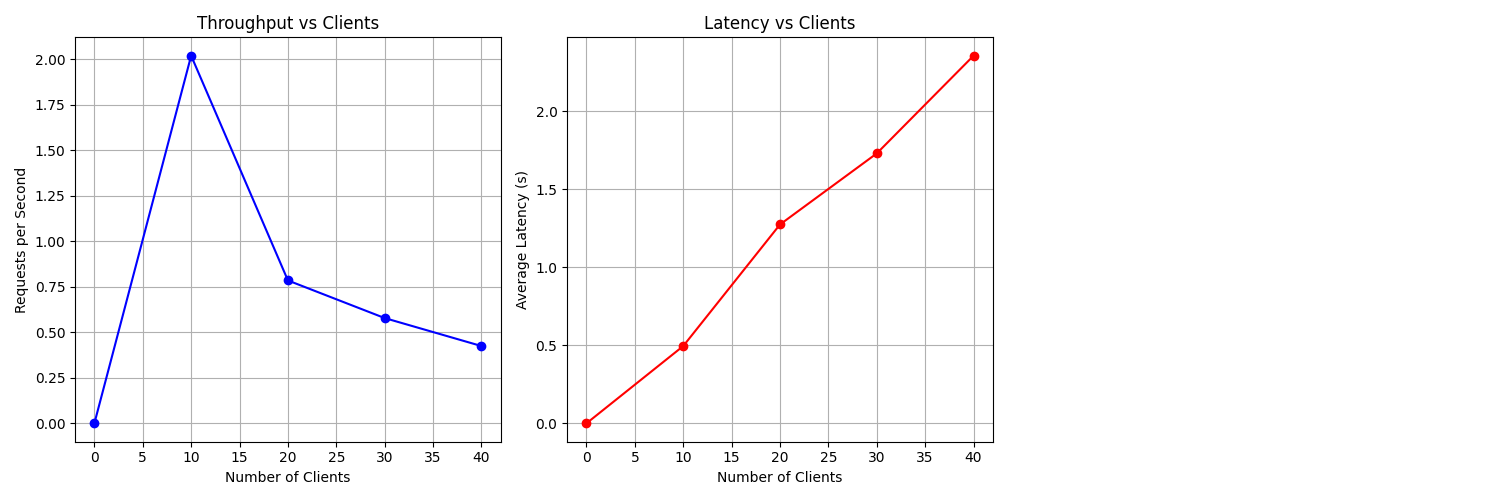 Throughput vs Clients
Requests per Second
2.00
1.75
1.50
1.25
1.00
0.75
0.50
0.25
0.00
0 5 10 15 20 25 30 35 40
Number of Clients
Latency vs Clients
Average Latency (s)
2.0
1.5
1.0
0.5
0.0
0 5 10 15 20 25 30 35 40
Number of Clients